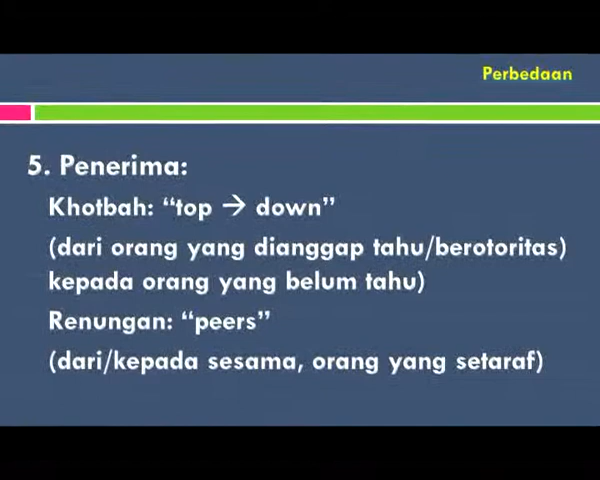 Perbedaan
5. Penerima:
Khotbah: “top → down”
(dari orang yang dianggap tahu/berotoritas)
kepada orang yang belum tahu)
Renungan: “peers”
(dari/kepada sesama, orang yang setaraf)